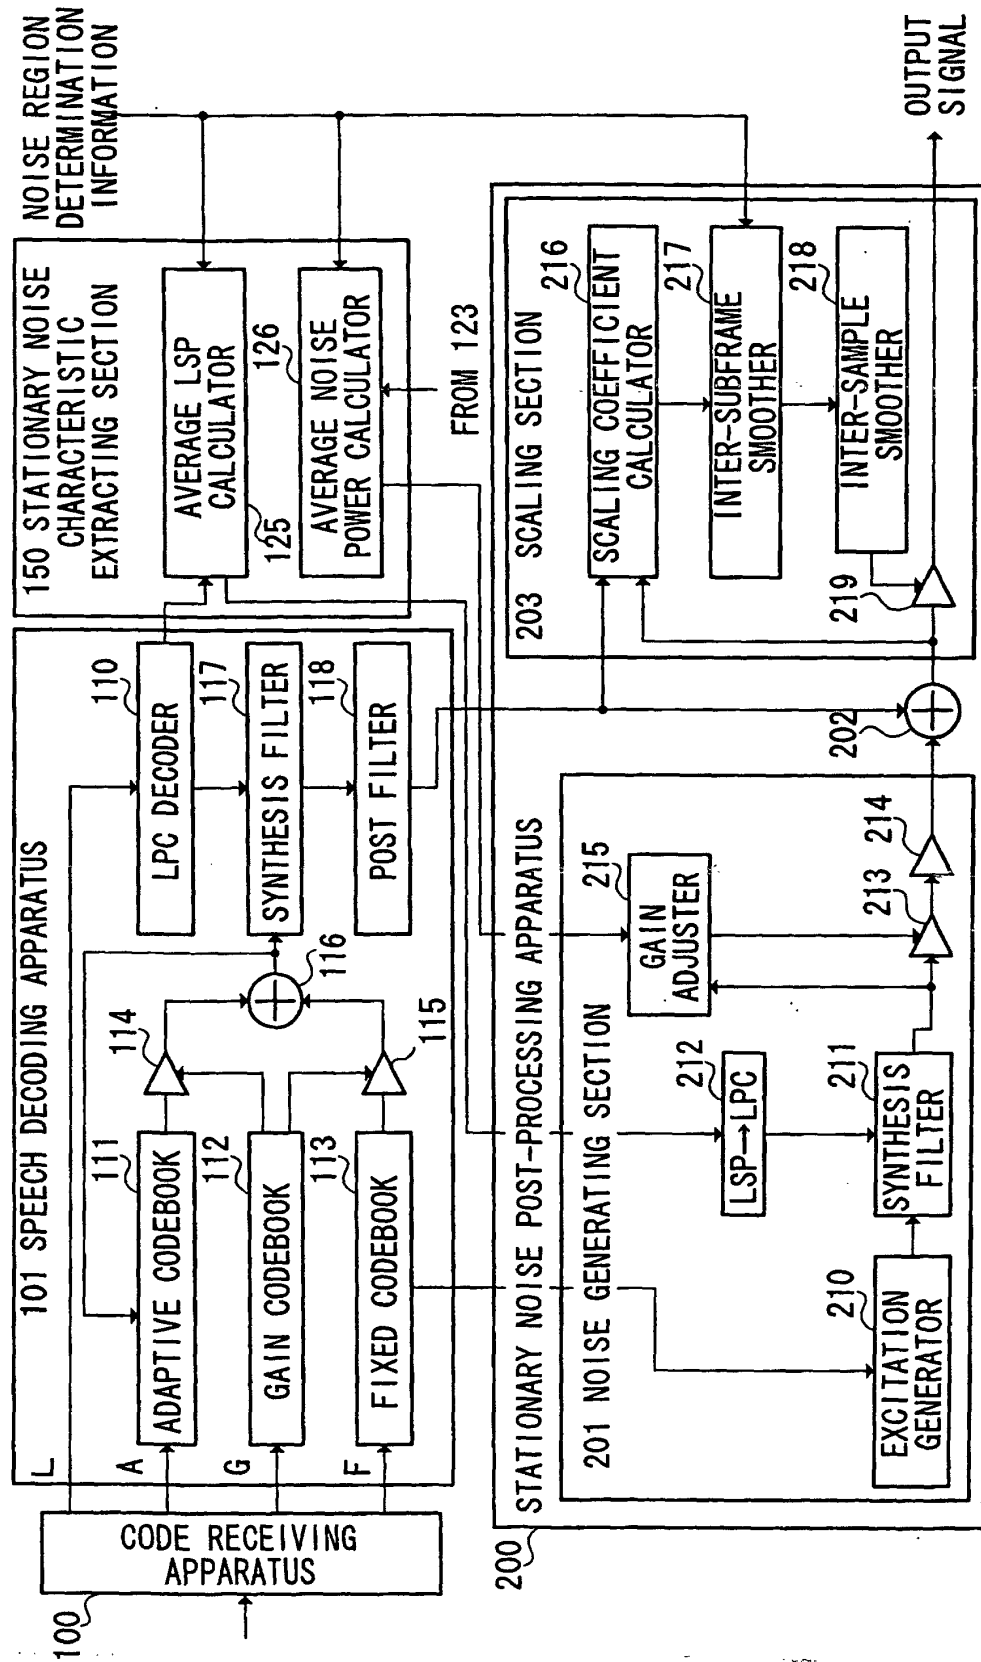 100
CODE RECEIVING
APPARATUS
101 SPEECH DECODING APPARATUS
L
A
G
F
111
ADAPTIVE CODEBOOK
112
GAIN CODEBOOK
113
FIXED CODEBOOK
114
115
116
110
LPC DECODER
117
SYNTHESIS FILTER
118
POST FILTER
150 STATIONARY NOISE
CHARACTERISTIC
EXTRACTING SECTION
AVERAGE LSP
CALCULATOR
125
126
AVERAGE NOISE
POWER CALCULATOR
NOISE REGION
DETERMINATION
INFORMATION
FROM 123
200
STATIONARY NOISE POST-PROCESSING APPARATUS
201 NOISE GENERATING SECTION
210
EXCITATION
GENERATOR
212
LSP→LPC
211
SYNTHESIS
FILTER
215
GAIN
ADJUSTER
213
214
202
203 SCALING SECTION
216
SCALING COEFFICIENT
CALCULATOR
217
INTER-SUBFRAME
SMOOTHER
218
INTER-SAMPLE
SMOOTHER
219
OUTPUT
SIGNAL